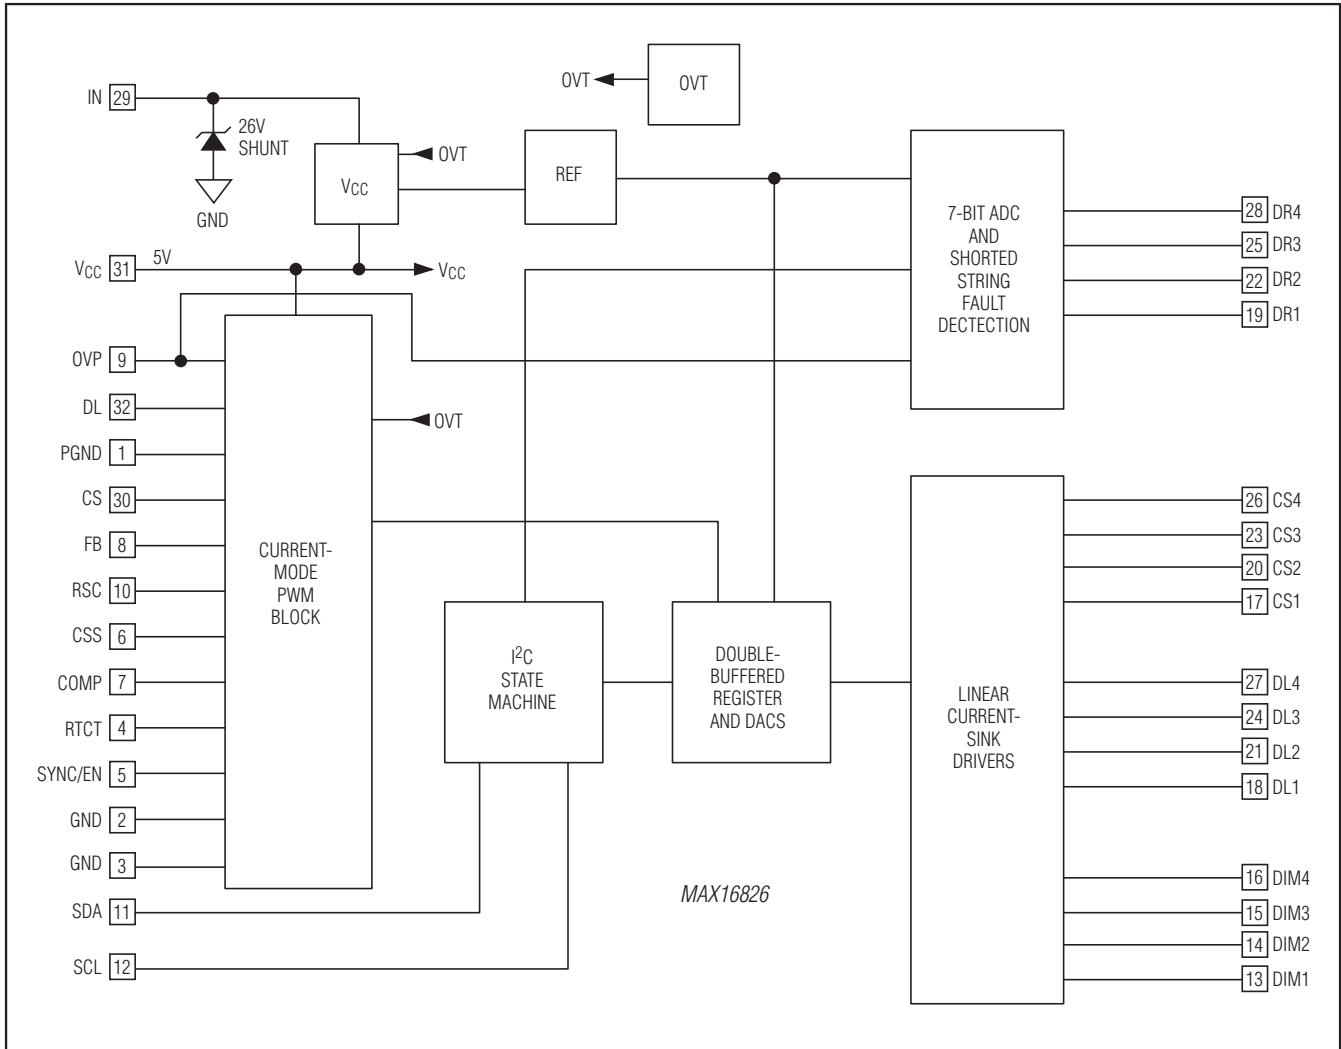 OVT
OVT
IN 29
26V
SHUNT
GND
VCC
OVT
REF
VCC 31
5V
VCC
OVP 9
DL 32
PGND 1
CS 30
FB 8
RSC 10
CSS 6
COMP 7
RTCT 4
SYNC/EN 5
GND 2
GND 3
SDA 11
SCL 12
CURRENT-
MODE
PWM
BLOCK
OVT
I2C
STATE
MACHINE
DOUBLE-
BUFFERED
REGISTER
AND DACS
MAX16826
7-BIT ADC
AND
SHORTED
STRING
FAULT
DECTECTION
28 DR4
25 DR3
22 DR2
19 DR1
LINEAR
CURRENT-
SINK
DRIVERS
26 CS4
23 CS3
20 CS2
17 CS1
27 DL4
24 DL3
21 DL2
18 DL1
16 DIM4
15 DIM3
14 DIM2
13 DIM1